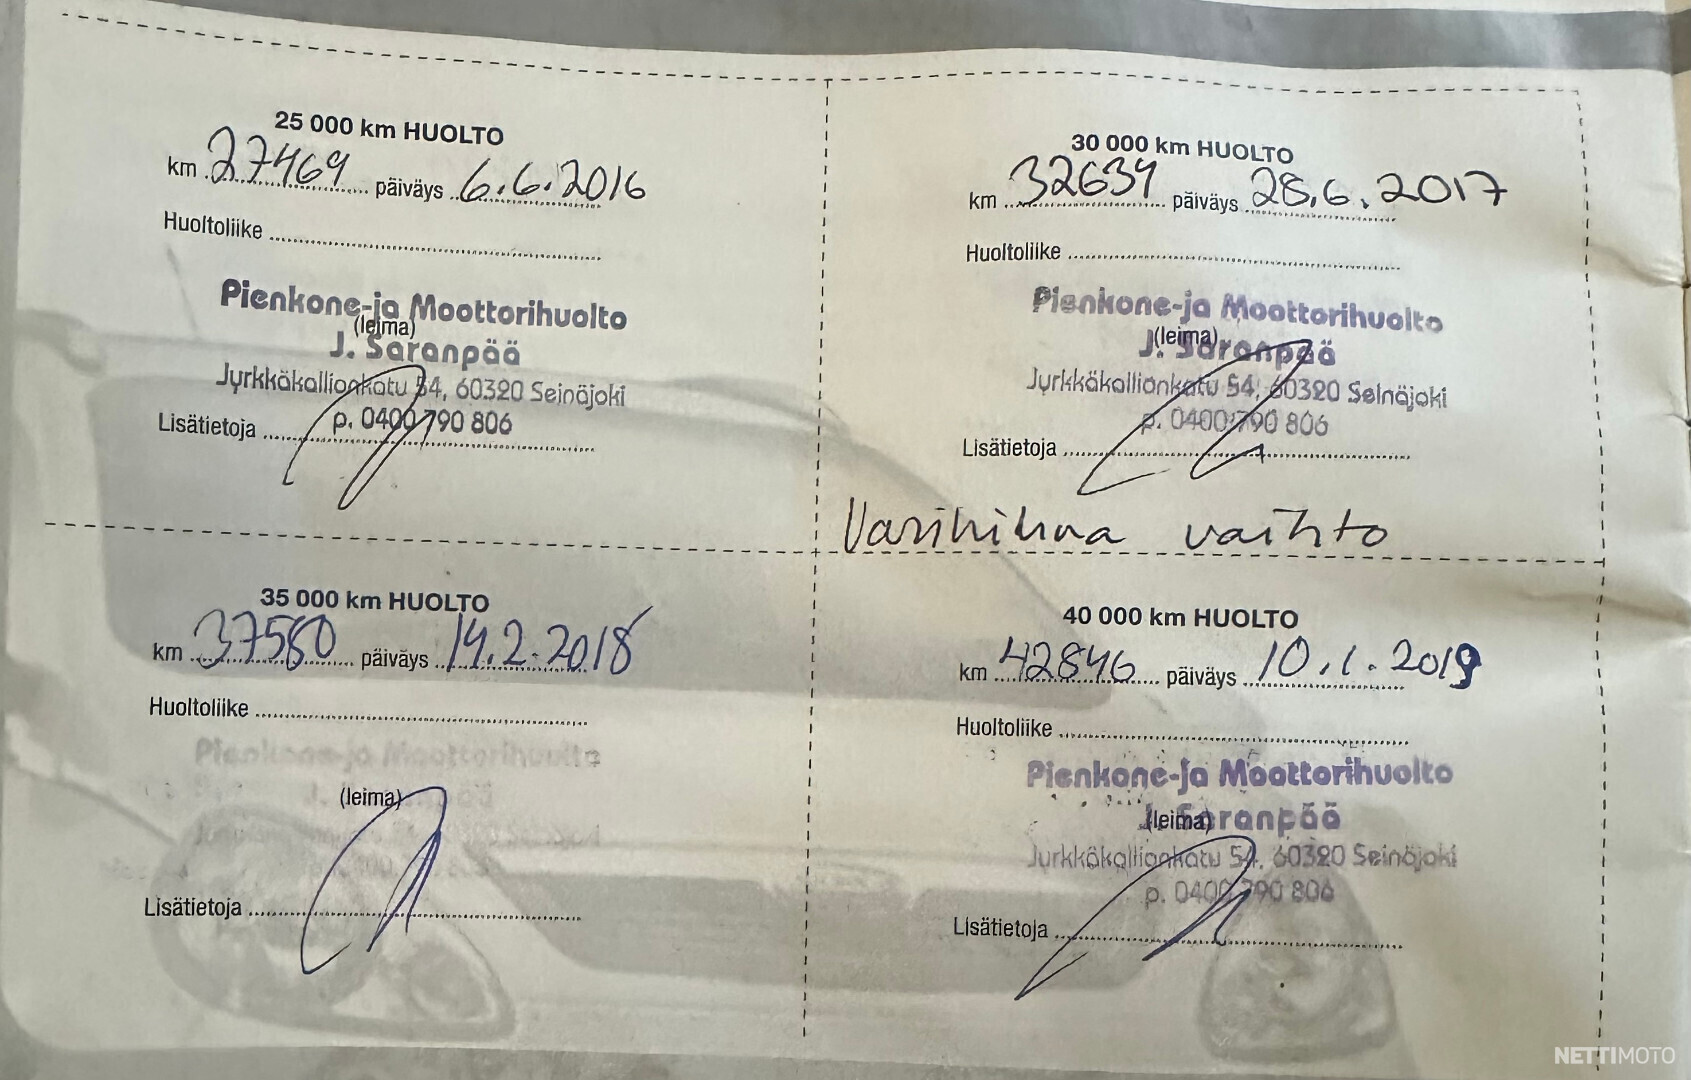 25 000 km HUOLTO
km 27469 päiväys 6.6.2016
Huoltoliike
Pienkone-ja Moottorihuolto
(leima)
J. Saranpää
Jyrkkäkallionkatu 54, 60320 Seinäjoki
p. 0400 790 806
Lisätietoja
30 000 km HUOLTO
km 32634 päiväys 28.6.2017
Huoltoliike
Pienkone-ja Moottorihuolto
(leima)
J. Saranpää
Jyrkkäkallionkatu 54, 60320 Seinäjoki
p. 0400 790 806
Lisätietoja
Varihihna vaihto
35 000 km HUOLTO
km 37580 päiväys 14.2.2018
Huoltoliike
Pienkone-ja Moottorihuolto
(leima)
Lisätietoja
40 000 km HUOLTO
km 42846 päiväys 10.1.2019
Huoltoliike
Pienkone-ja Moottorihuolto
(leima)
J. Saranpää
Jyrkkäkallionkatu 54, 60320 Seinäjoki
p. 0400 790 806
Lisätietoja
NETTIMOTO